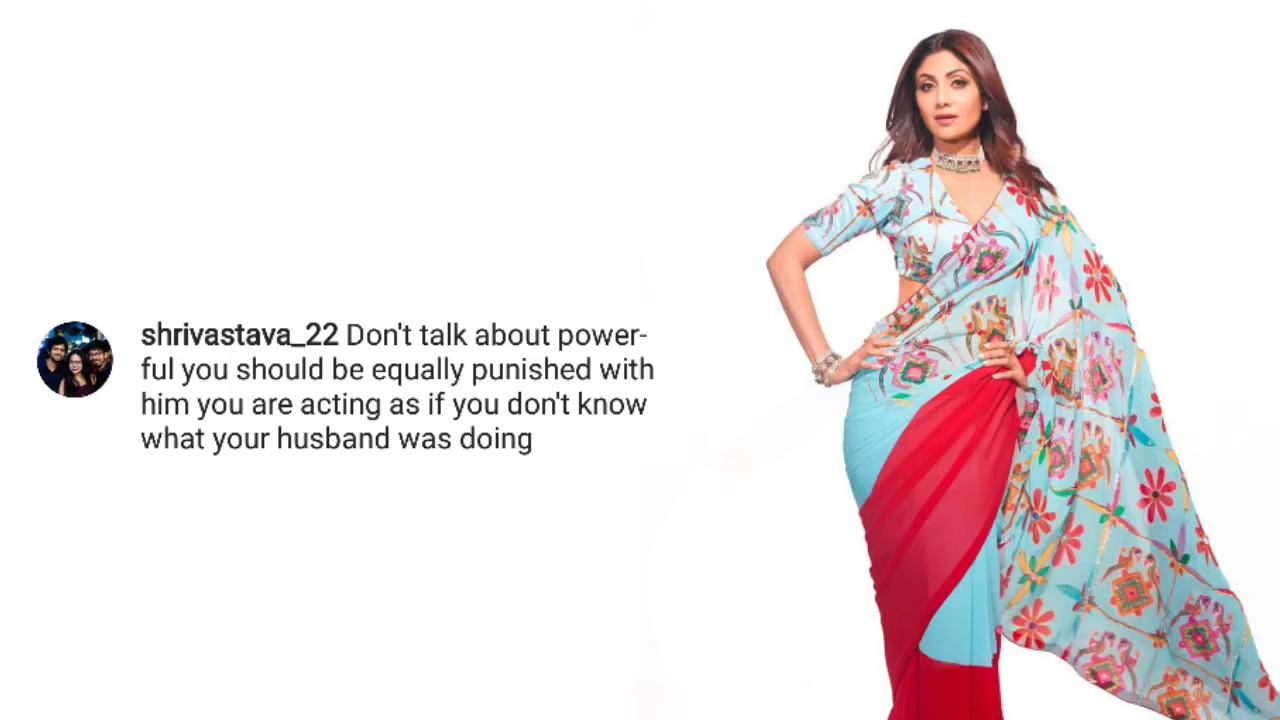 shrivastava_22 Don't talk about power-
ful you should be equally punished with
him you are acting as if you don't know
what your husband was doing